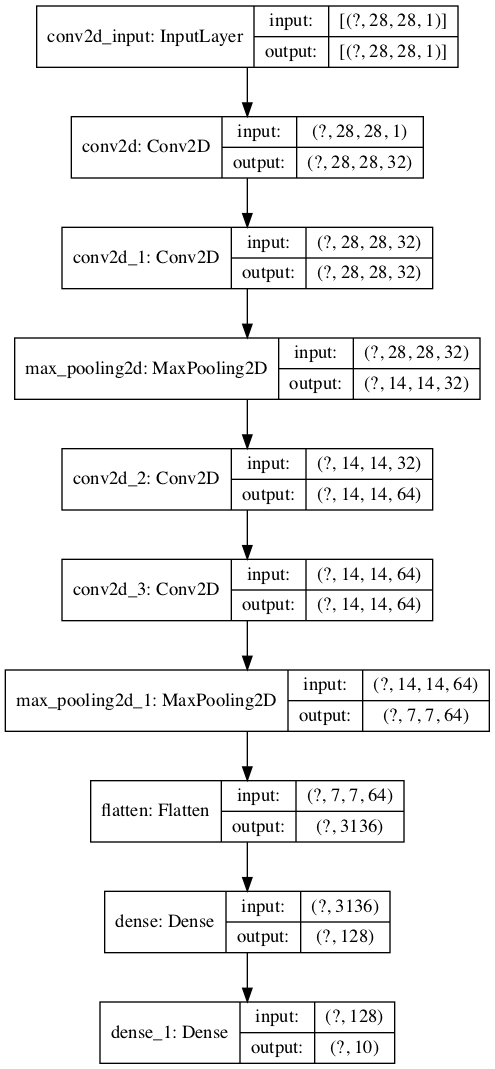 conv2d_input: InputLayer
input: [(?, 28, 28, 1)]
output: [(?, 28, 28, 1)]
conv2d: Conv2D
input: (?, 28, 28, 1)
output: (?, 28, 28, 32)
conv2d_1: Conv2D
input: (?, 28, 28, 32)
output: (?, 28, 28, 32)
max_pooling2d: MaxPooling2D
input: (?, 28, 28, 32)
output: (?, 14, 14, 32)
conv2d_2: Conv2D
input: (?, 14, 14, 32)
output: (?, 14, 14, 64)
conv2d_3: Conv2D
input: (?, 14, 14, 64)
output: (?, 14, 14, 64)
max_pooling2d_1: MaxPooling2D
input: (?, 14, 14, 64)
output: (?, 7, 7, 64)
flatten: Flatten
input: (?, 7, 7, 64)
output: (?, 3136)
dense: Dense
input: (?, 3136)
output: (?, 128)
dense_1: Dense
input: (?, 128)
output: (?, 10)